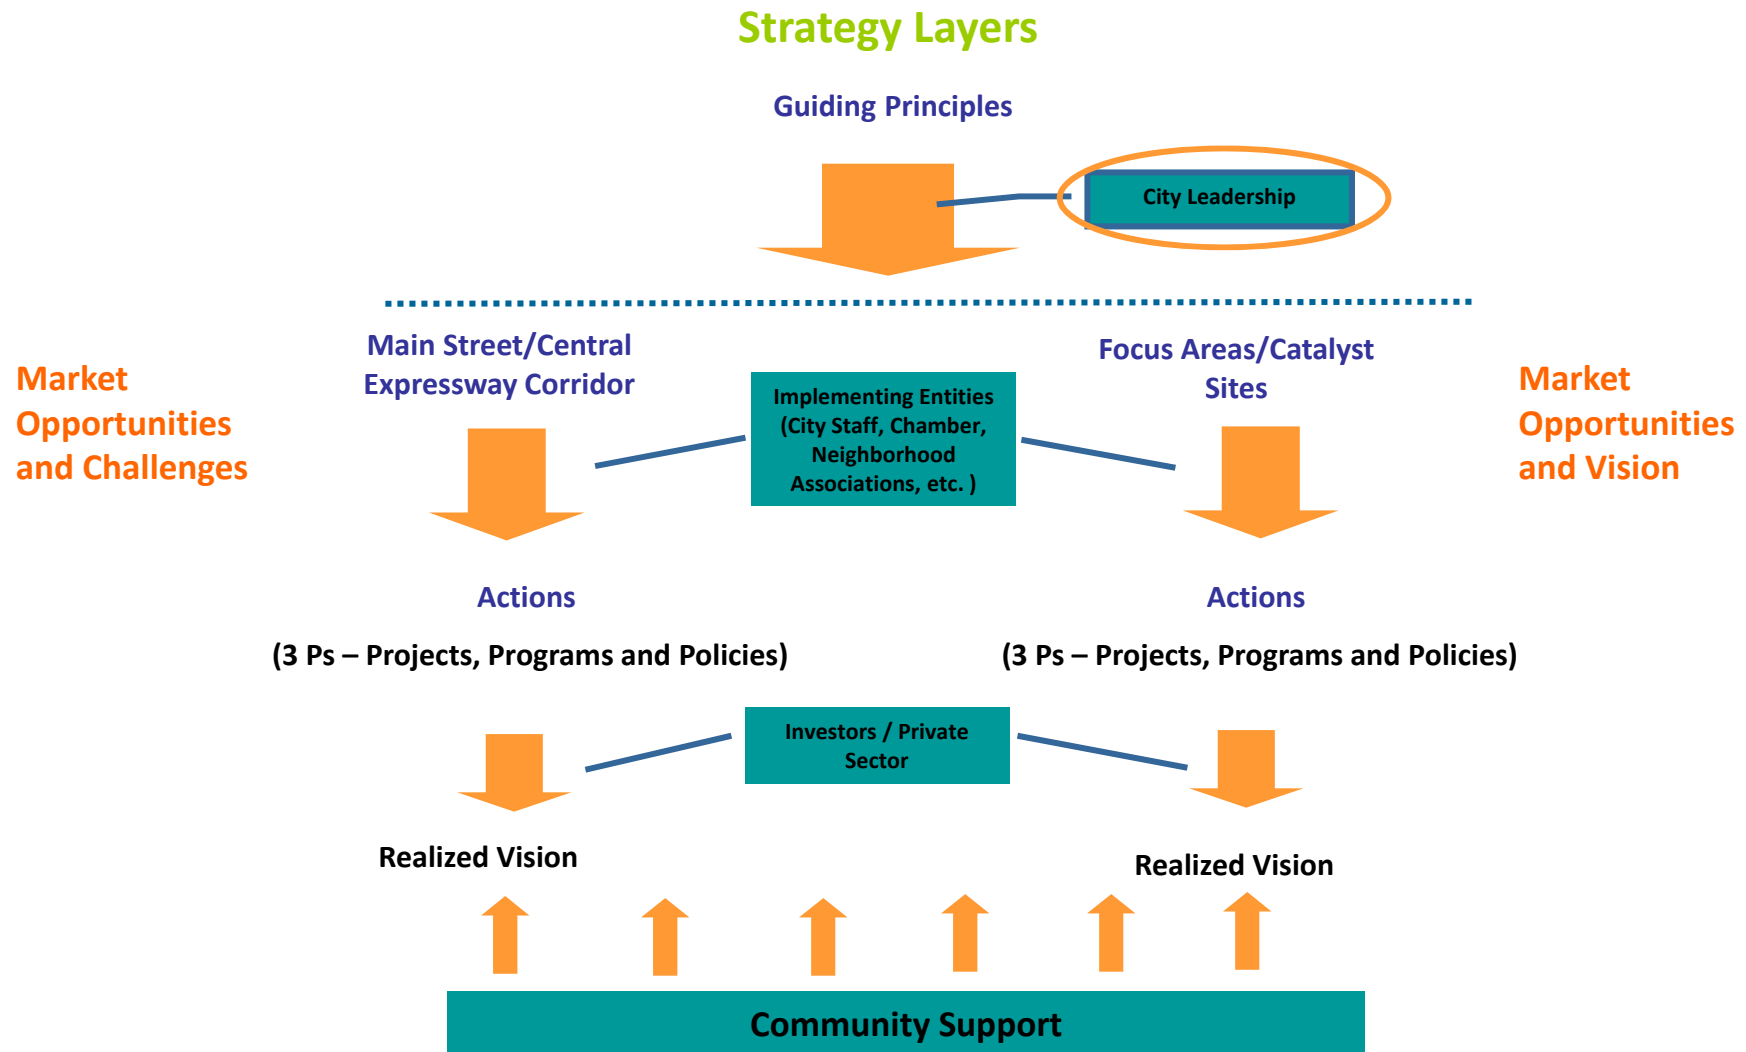 Strategy Layers
Guiding Principles
City Leadership
Main Street/Central
Expressway Corridor
Focus Areas/Catalyst
Sites
Market
Opportunities
and Challenges
Implementing Entities
(City Staff, Chamber,
Neighborhood
Associations, etc. )
Market
Opportunities
and Vision
Actions
(3 Ps – Projects, Programs and Policies)
Actions
(3 Ps – Projects, Programs and Policies)
Investors / Private
Sector
Realized Vision
Realized Vision
Community Support